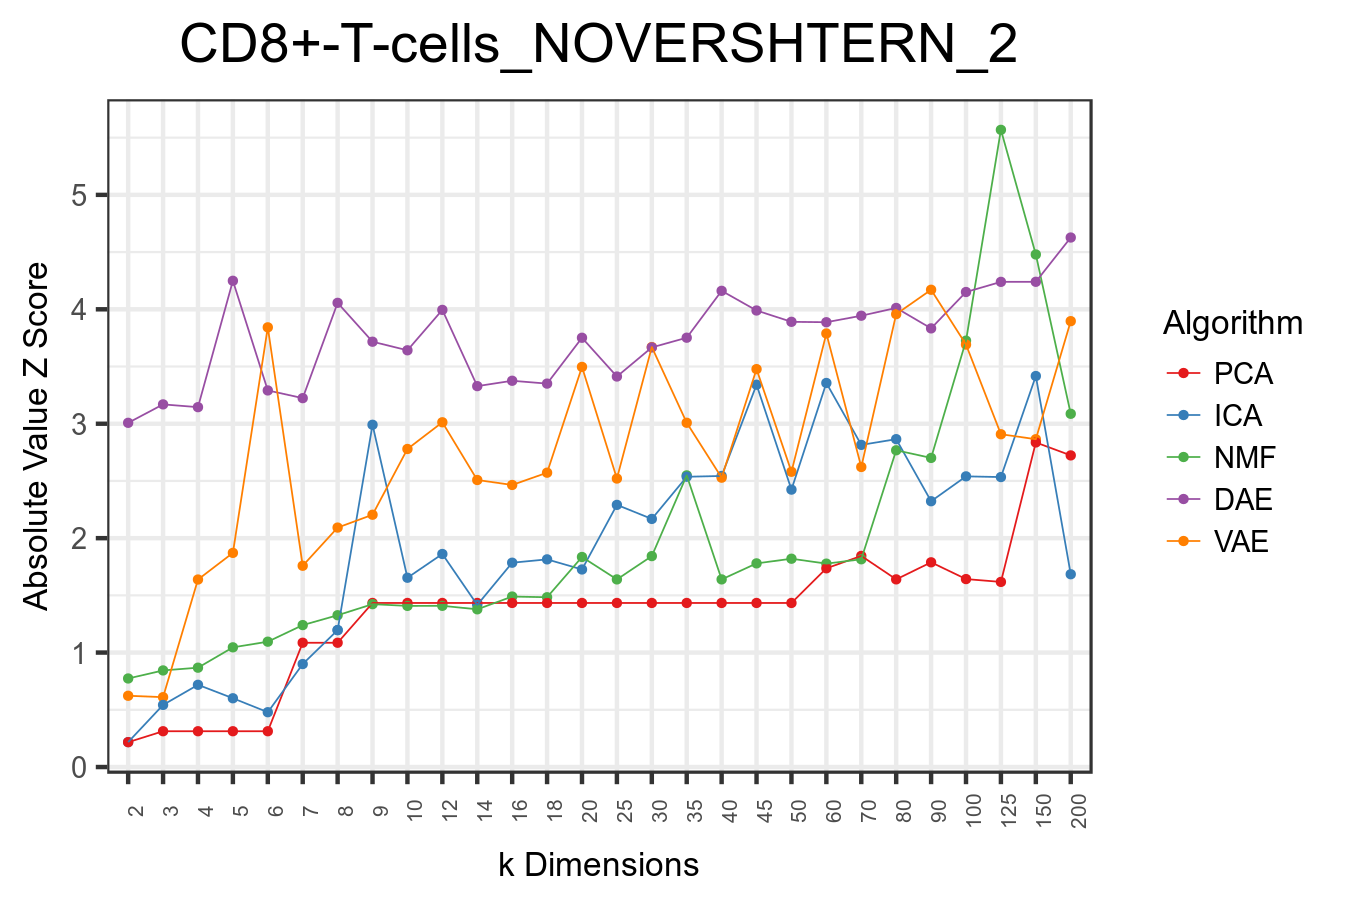 CD8+-T-cells_NOVERSHTERN_2
Absolute Value Z Score
5
4
3
2
1
0
2 3 4 5 6 7 8 9 10 12 14 16 18 20 25 30 35 40 45 50 60 70 80 90 100 125 150 200
k Dimensions
Algorithm
PCA
ICA
NMF
DAE
VAE